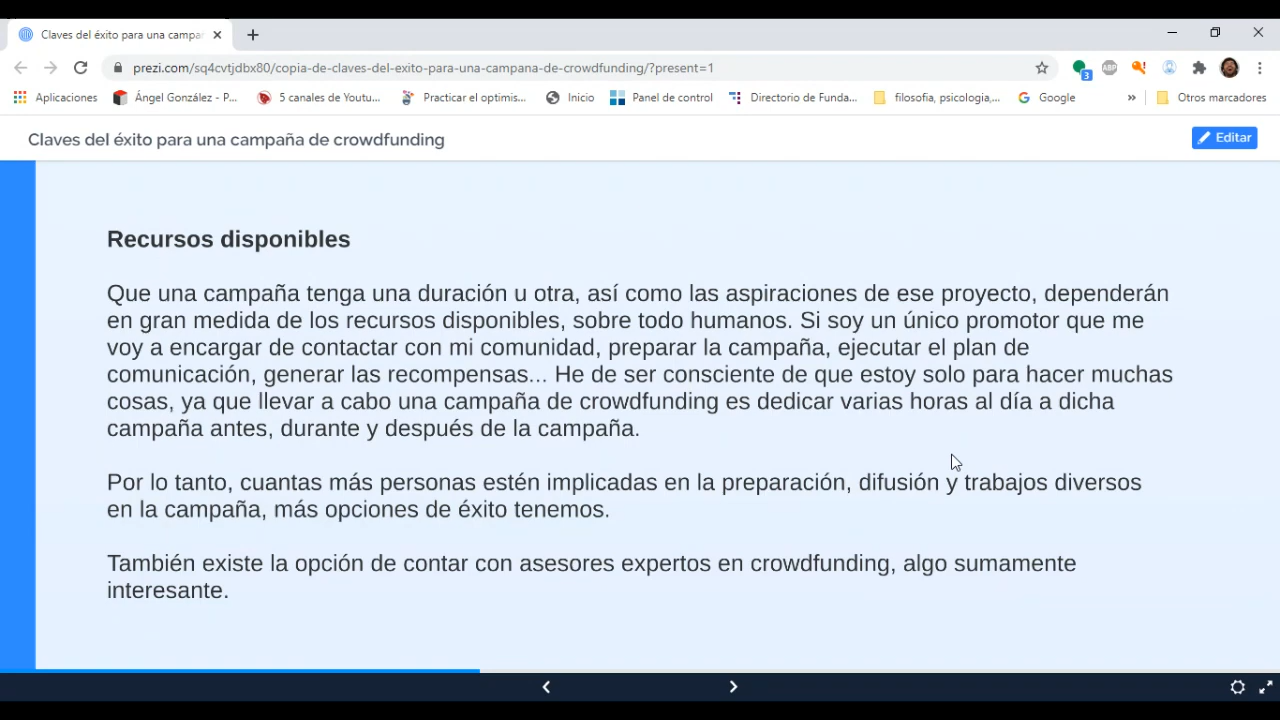 Claves del éxito para una campa
prezi.com/sq4cvtjdbx80/copia-de-claves-del-exito-para-una-campana-de-crowdfunding/?present=1
3
ABP
Aplicaciones
Ángel González - P...
5 canales de Youtu...
Practicar el optimis...
Inicio
Panel de control
Directorio de Funda...
filosofia, psicologia,...
Google
»
Otros marcadores
Claves del éxito para una campaña de crowdfunding
Editar
Recursos disponibles
Que una campaña tenga una duración u otra, así como las aspiraciones de ese proyecto, dependerán
en gran medida de los recursos disponibles, sobre todo humanos. Si soy un único promotor que me
voy a encargar de contactar con mi comunidad, preparar la campaña, ejecutar el plan de
comunicación, generar las recompensas... He de ser consciente de que estoy solo para hacer muchas
cosas, ya que llevar a cabo una campaña de crowdfunding es dedicar varias horas al día a dicha
campaña antes, durante y después de la campaña.
Por lo tanto, cuantas más personas estén implicadas en la preparación, difusión y trabajos diversos
en la campaña, más opciones de éxito tenemos.
También existe la opción de contar con asesores expertos en crowdfunding, algo sumamente
interesante.